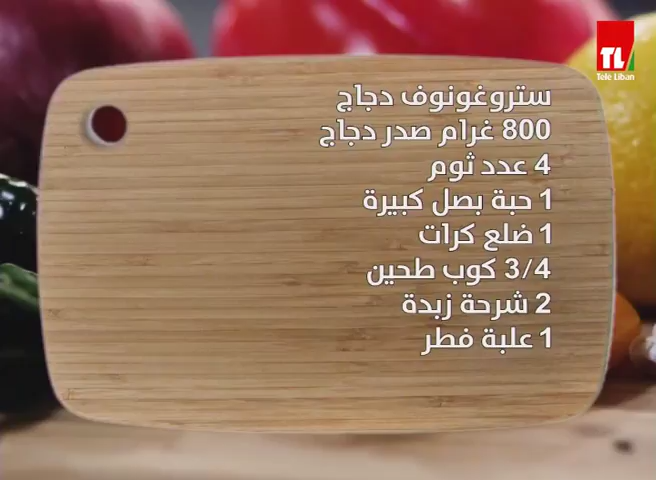 TL
Télé Liban
ستروغونوف دجاج
800 غرام صدر دجاج
4 عدد ثوم
1 حبة بصل كبيرة
1 ضلع كرات
3/4 كوب طحين
2 شرحة زبدة
1 علبة فطر